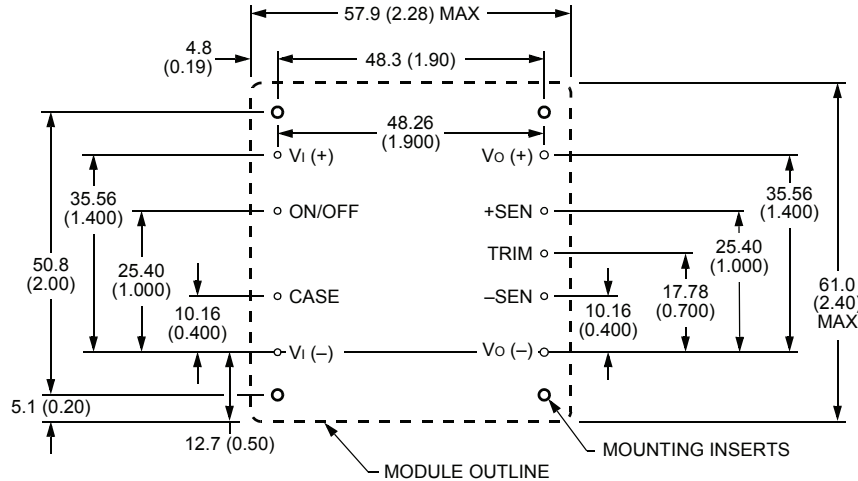 57.9 (2.28) MAX
4.8
(0.19)
48.3 (1.90)
48.26
(1.900)
VI (+)
VO (+)
35.56
(1.400)
35.56
(1.400)
ON/OFF
+SEN
TRIM
50.8
(2.00)
25.40
(1.000)
25.40
(1.000)
17.78
(0.700)
61.0
(2.40)
MAX
CASE
–SEN
10.16
(0.400)
10.16
(0.400)
VI (–)
VO (–)
5.1 (0.20)
12.7 (0.50)
MOUNTING INSERTS
MODULE OUTLINE